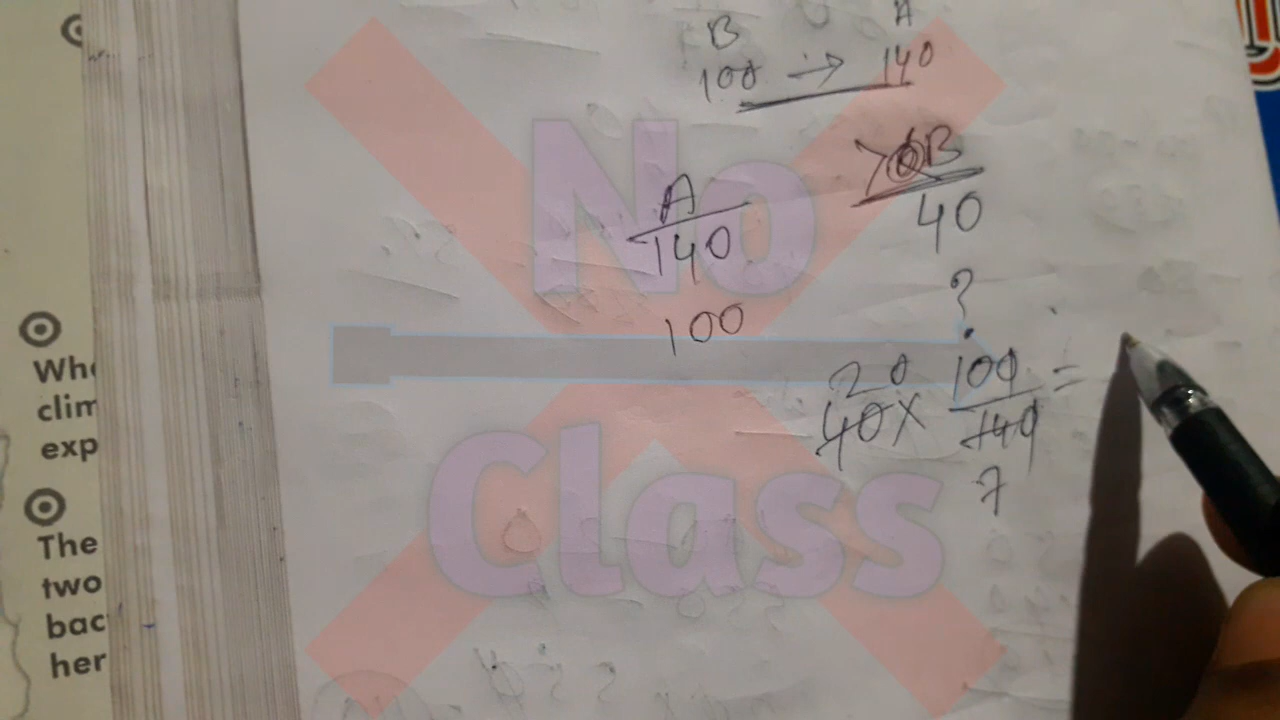 B A
100 → 140
B
A
40
140
?
100
20 100 =
40 x 140
7
No
Class
Whe
clim
exp
The
two
bac
her